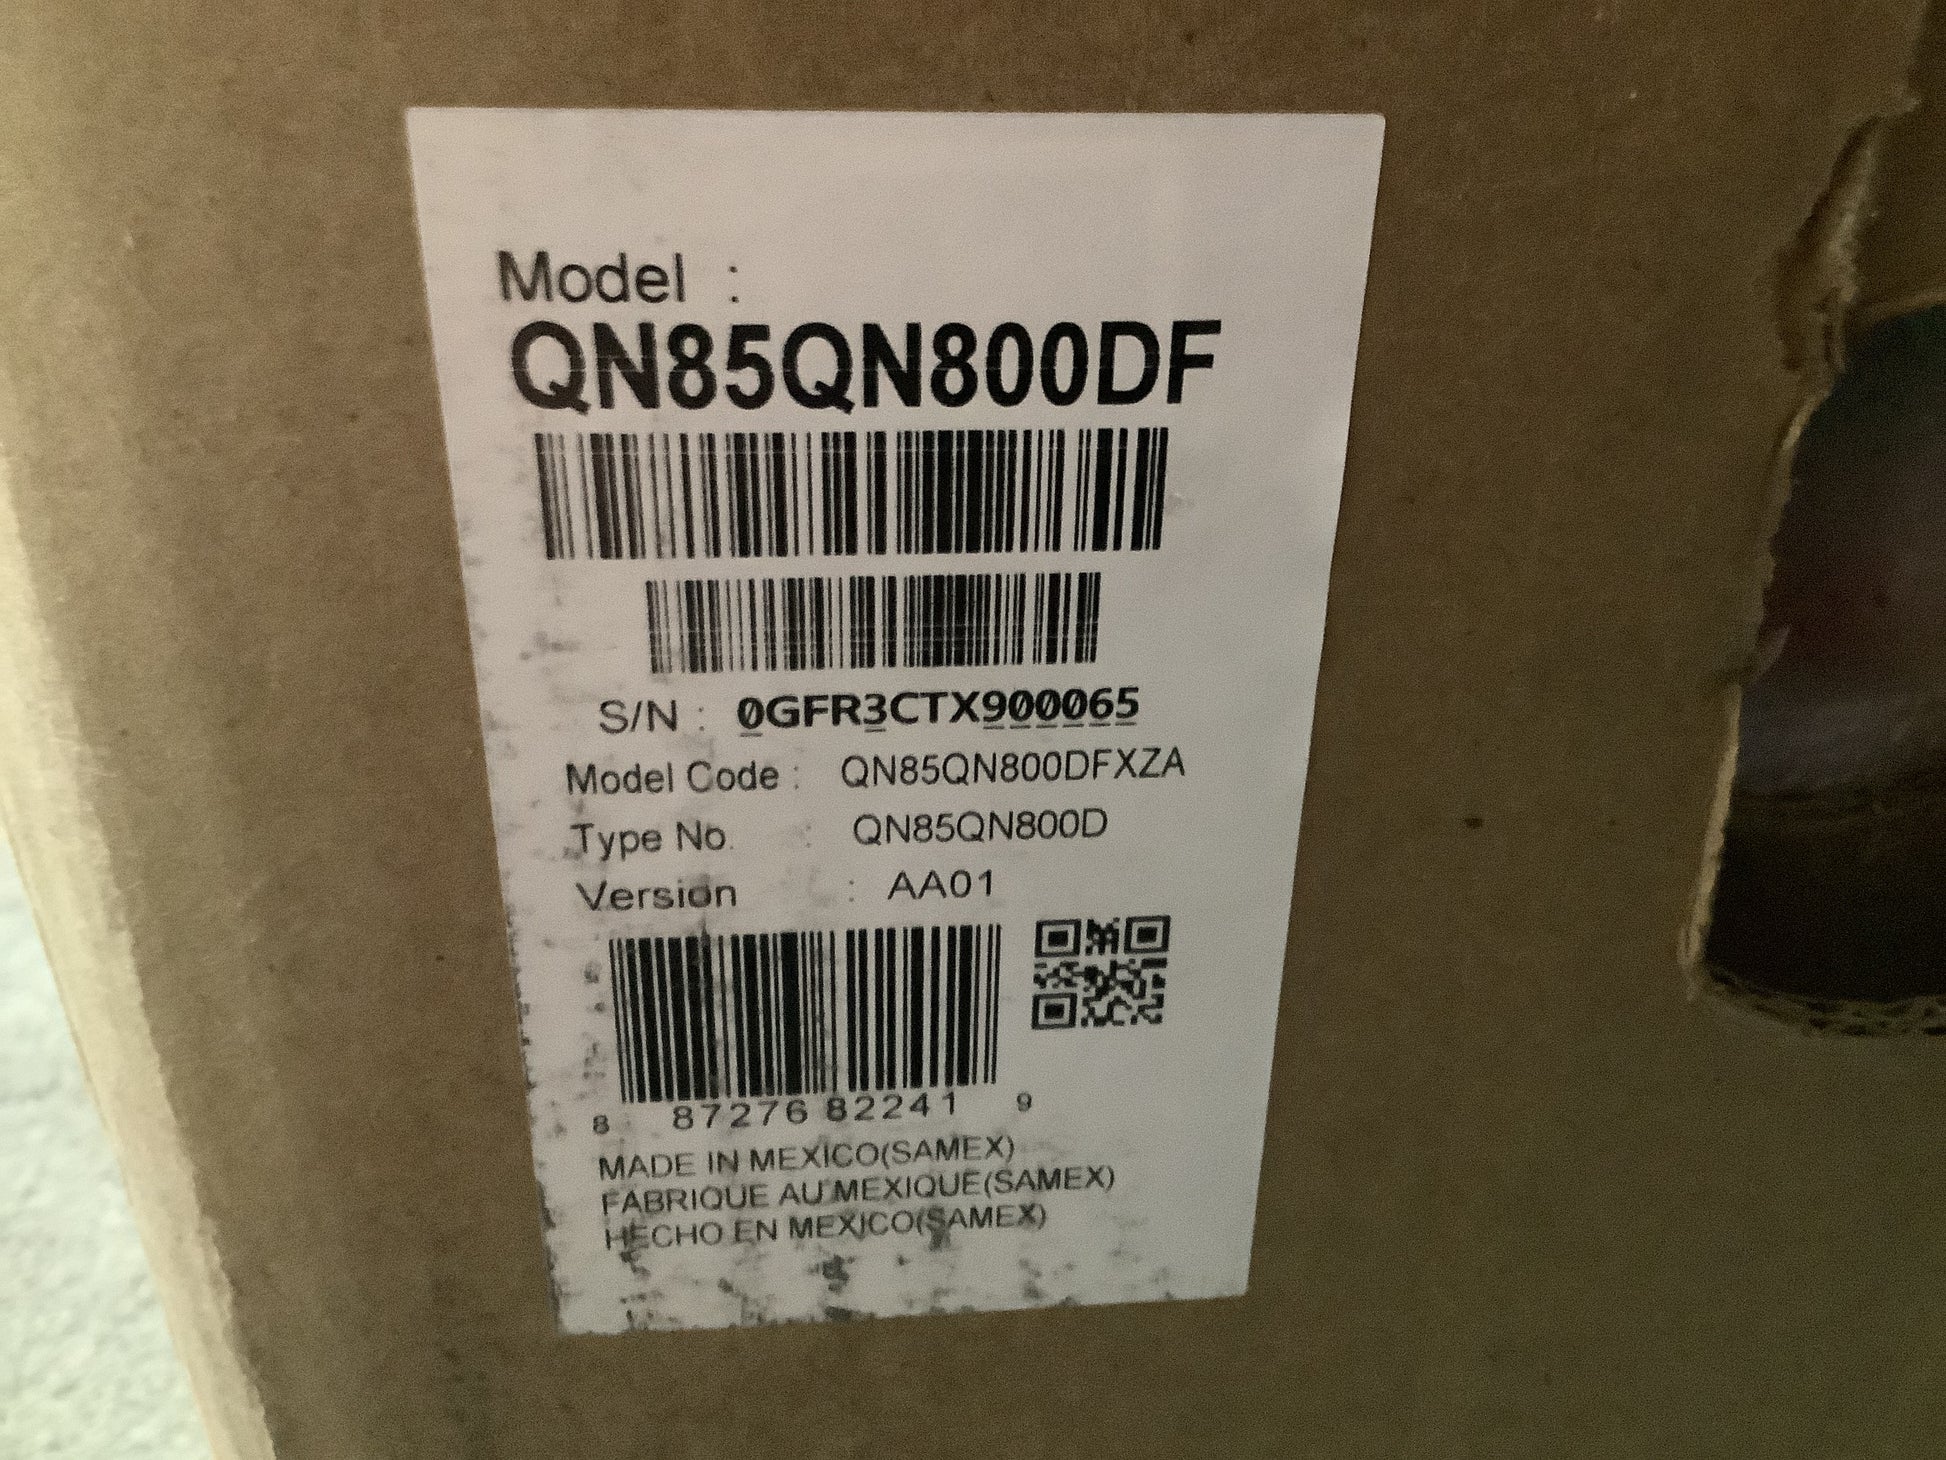 Model :
QN85QN800DF
S/N : 0GFR3CTX900065
Model Code : QN85QN800DFXZA
Type No. : QN85QN800D
Version : AA01
8 87276 82241 9
MADE IN MEXICO(SAMEX)
FABRIQUE AU MEXIQUE(SAMEX)
HECHO EN MEXICO(SAMEX)